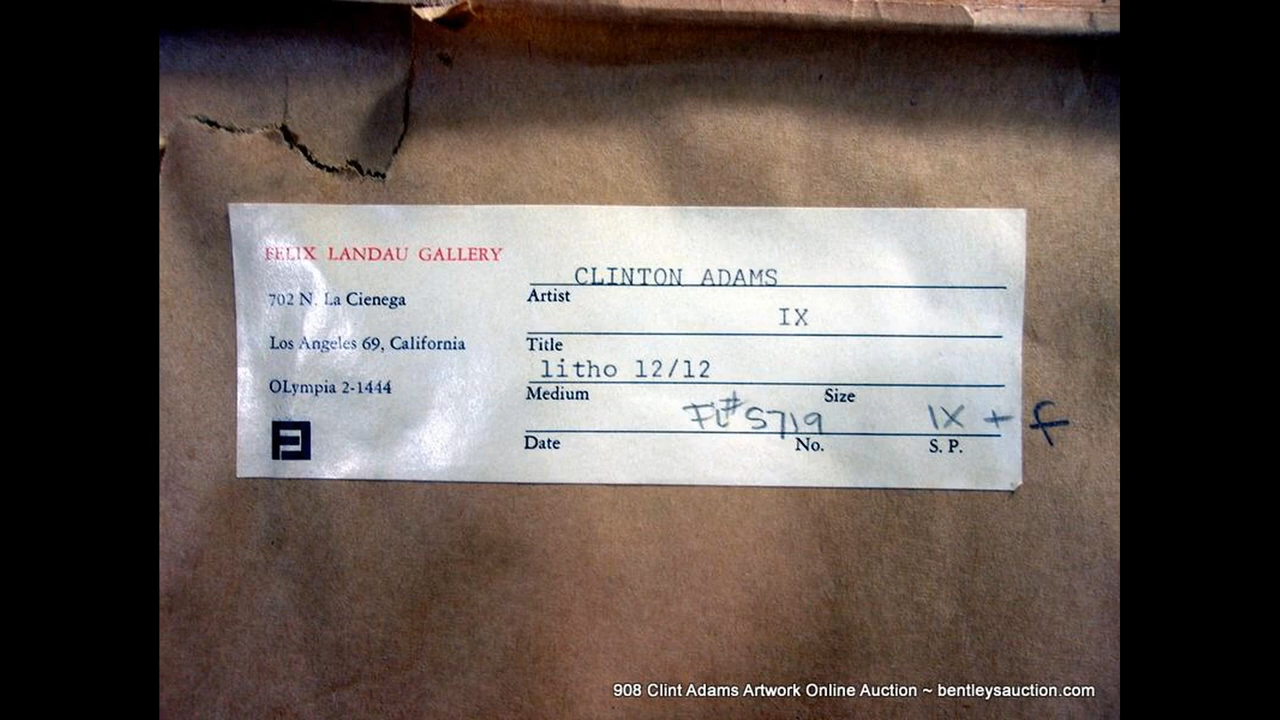 FELIX LANDAU GALLERY
702 N. La Cienega
Los Angeles 69, California
OLympia 2-1444
CLINTON ADAMS
Artist
IX
Title
litho 12/12
Medium Size
FL# 5719 IX + f
Date No. S. P.
908 Clint Adams Artwork Online Auction ~ bentleysauction.com